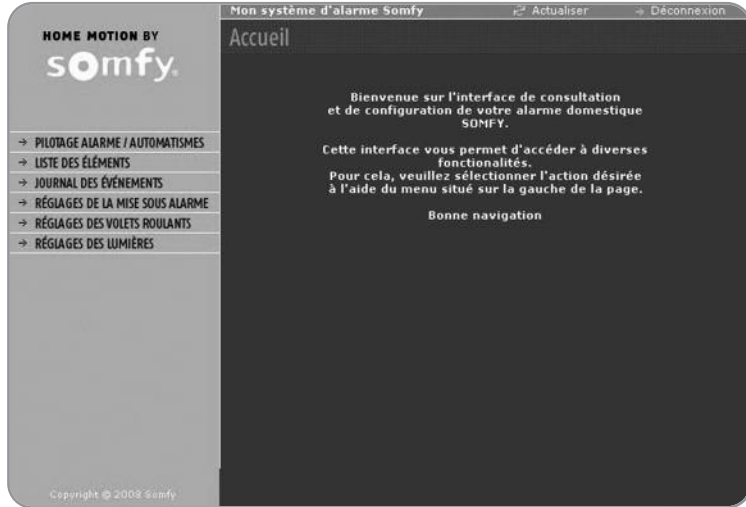 Mon système d'alarme Somfy
Actualiser
Déconnexion
HOME MOTION BY
somfy.
Accueil
PILOTAGE ALARME / AUTOMATISMES
LISTE DES ÉLÉMENTS
JOURNAL DES ÉVÉNEMENTS
RÉGLAGES DE LA MISE SOUS ALARME
RÉGLAGES DES VOLETS ROULANTS
RÉGLAGES DES LUMIÈRES
Bienvenue sur l'interface de consultation
et de configuration de votre alarme domestique
SOMFY.
Cette interface vous permet d'accéder à diverses
fonctionalités.
Pour cela, veuillez sélectionner l'action désirée
à l'aide du menu situé sur la gauche de la page.
Bonne navigation
Copyright © 2008 Somfy